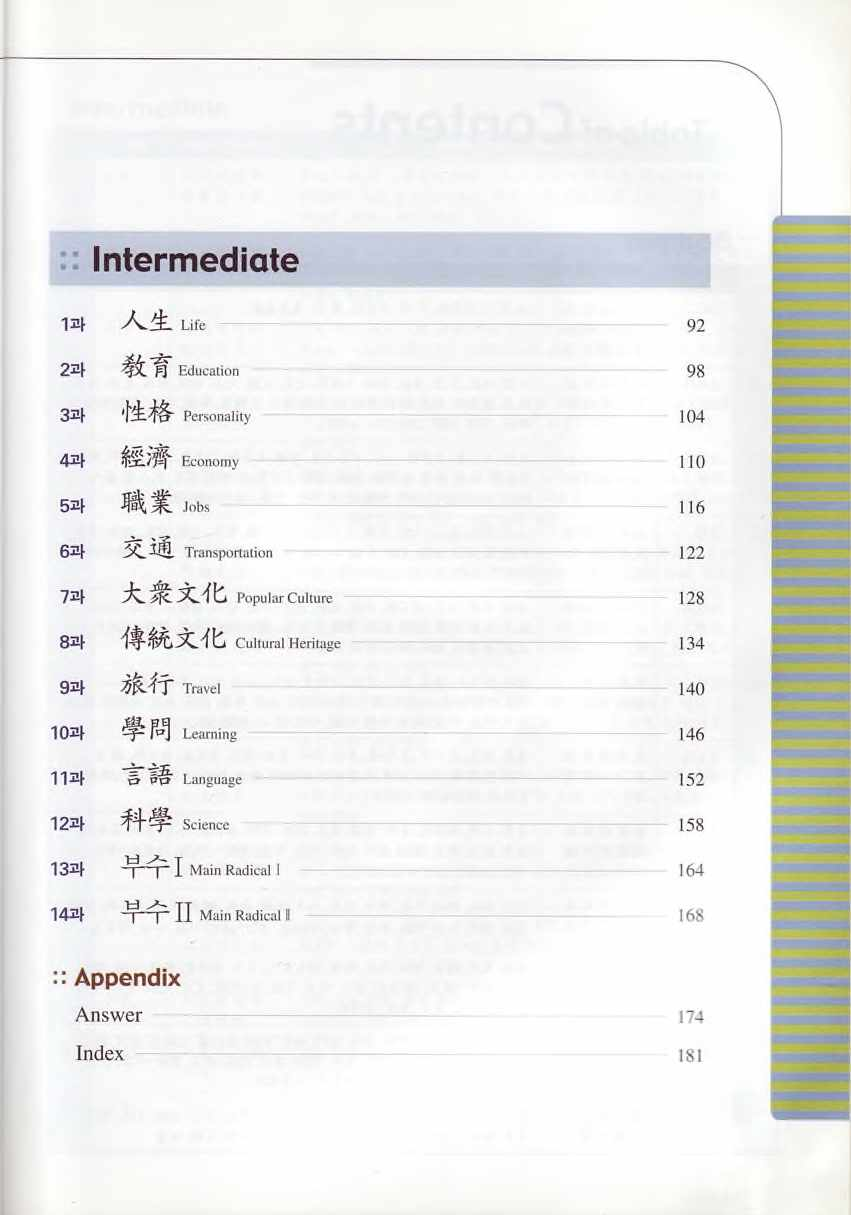 :: Intermediate
1과 人生 Life 92
2과 教育 Education 98
3과 性格 Personality 104
4과 經濟 Economy 110
5과 職業 Jobs 116
6과 交通 Transportation 122
7과 大衆文化 Popular Culture 128
8과 傳統文化 Cultural Heritage 134
9과 旅行 Travel 140
10과 學問 Learning 146
11과 言語 Language 152
12과 科學 Science 158
13과 부수Ⅰ Main Radical Ⅰ 164
14과 부수Ⅱ Main Radical Ⅱ 168
:: Appendix
Answer 174
Index 181